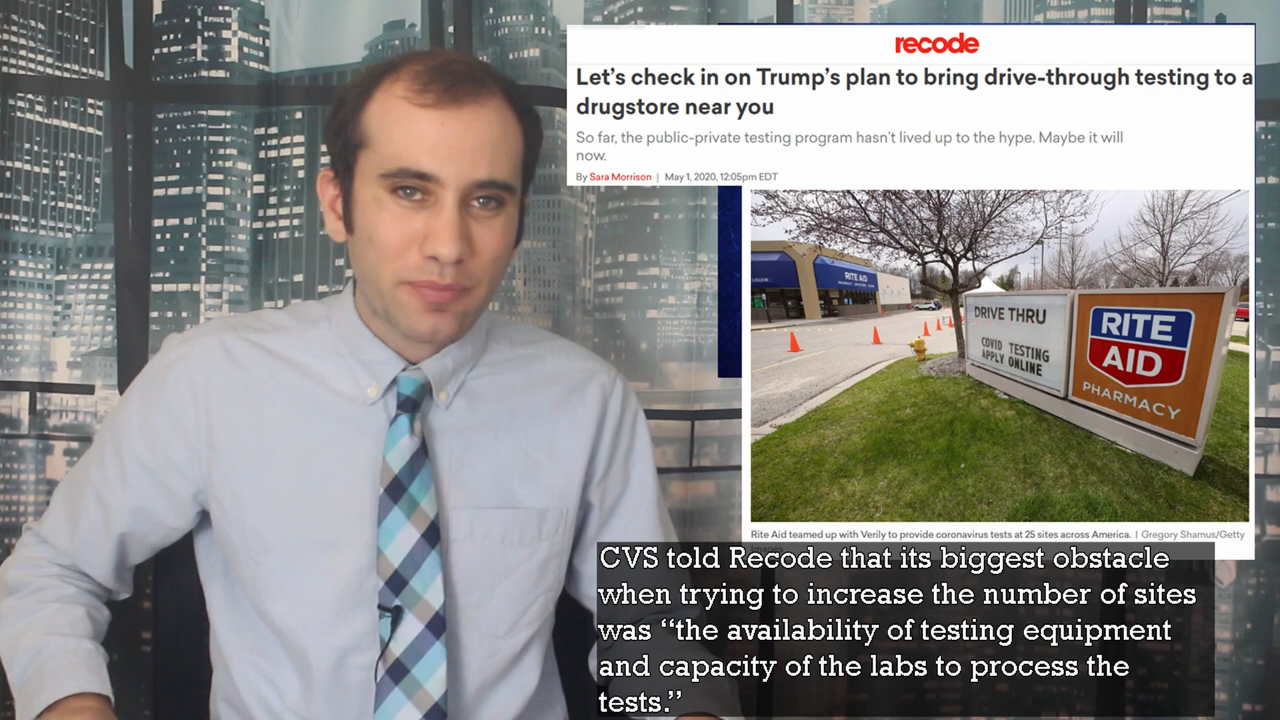 recode
Let's check in on Trump's plan to bring drive-through testing to a
drugstore near you
So far, the public-private testing program hasn't lived up to the hype. Maybe it will
now.
By Sara Morrison | May 1, 2020, 12:05pm EDT
RITE AID
PHARMACY
DRIVE THRU
COVID TESTING
APPLY ONLINE
RITE
AID
PHARMACY
Rite Aid teamed up with Verily to provide coronavirus tests at 25 sites across America. | Gregory Shamus/Getty
CVS told Recode that its biggest obstacle
when trying to increase the number of sites
was “the availability of testing equipment
and capacity of the labs to process the
tests.”